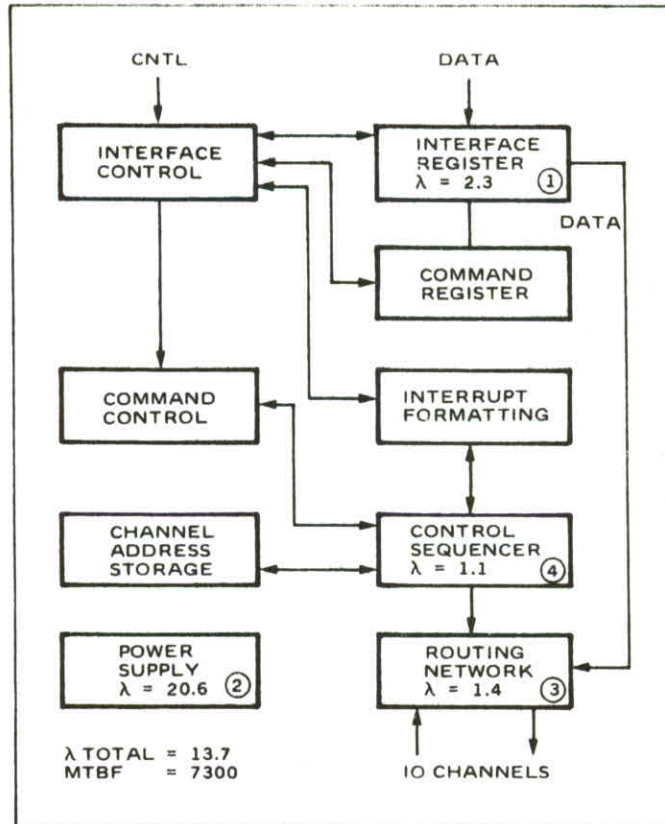 CNTL
DATA
INTERFACE
CONTROL
INTERFACE
REGISTER
λ = 2.3
①
DATA
COMMAND
REGISTER
COMMAND
CONTROL
INTERRUPT
FORMATTING
CHANNEL
ADDRESS
STORAGE
CONTROL
SEQUENCER
λ = 1.1
④
POWER
SUPPLY
λ = 20.6
②
ROUTING
NETWORK
λ = 1.4
③
λ TOTAL = 13.7
MTBF = 7300
IO CHANNELS